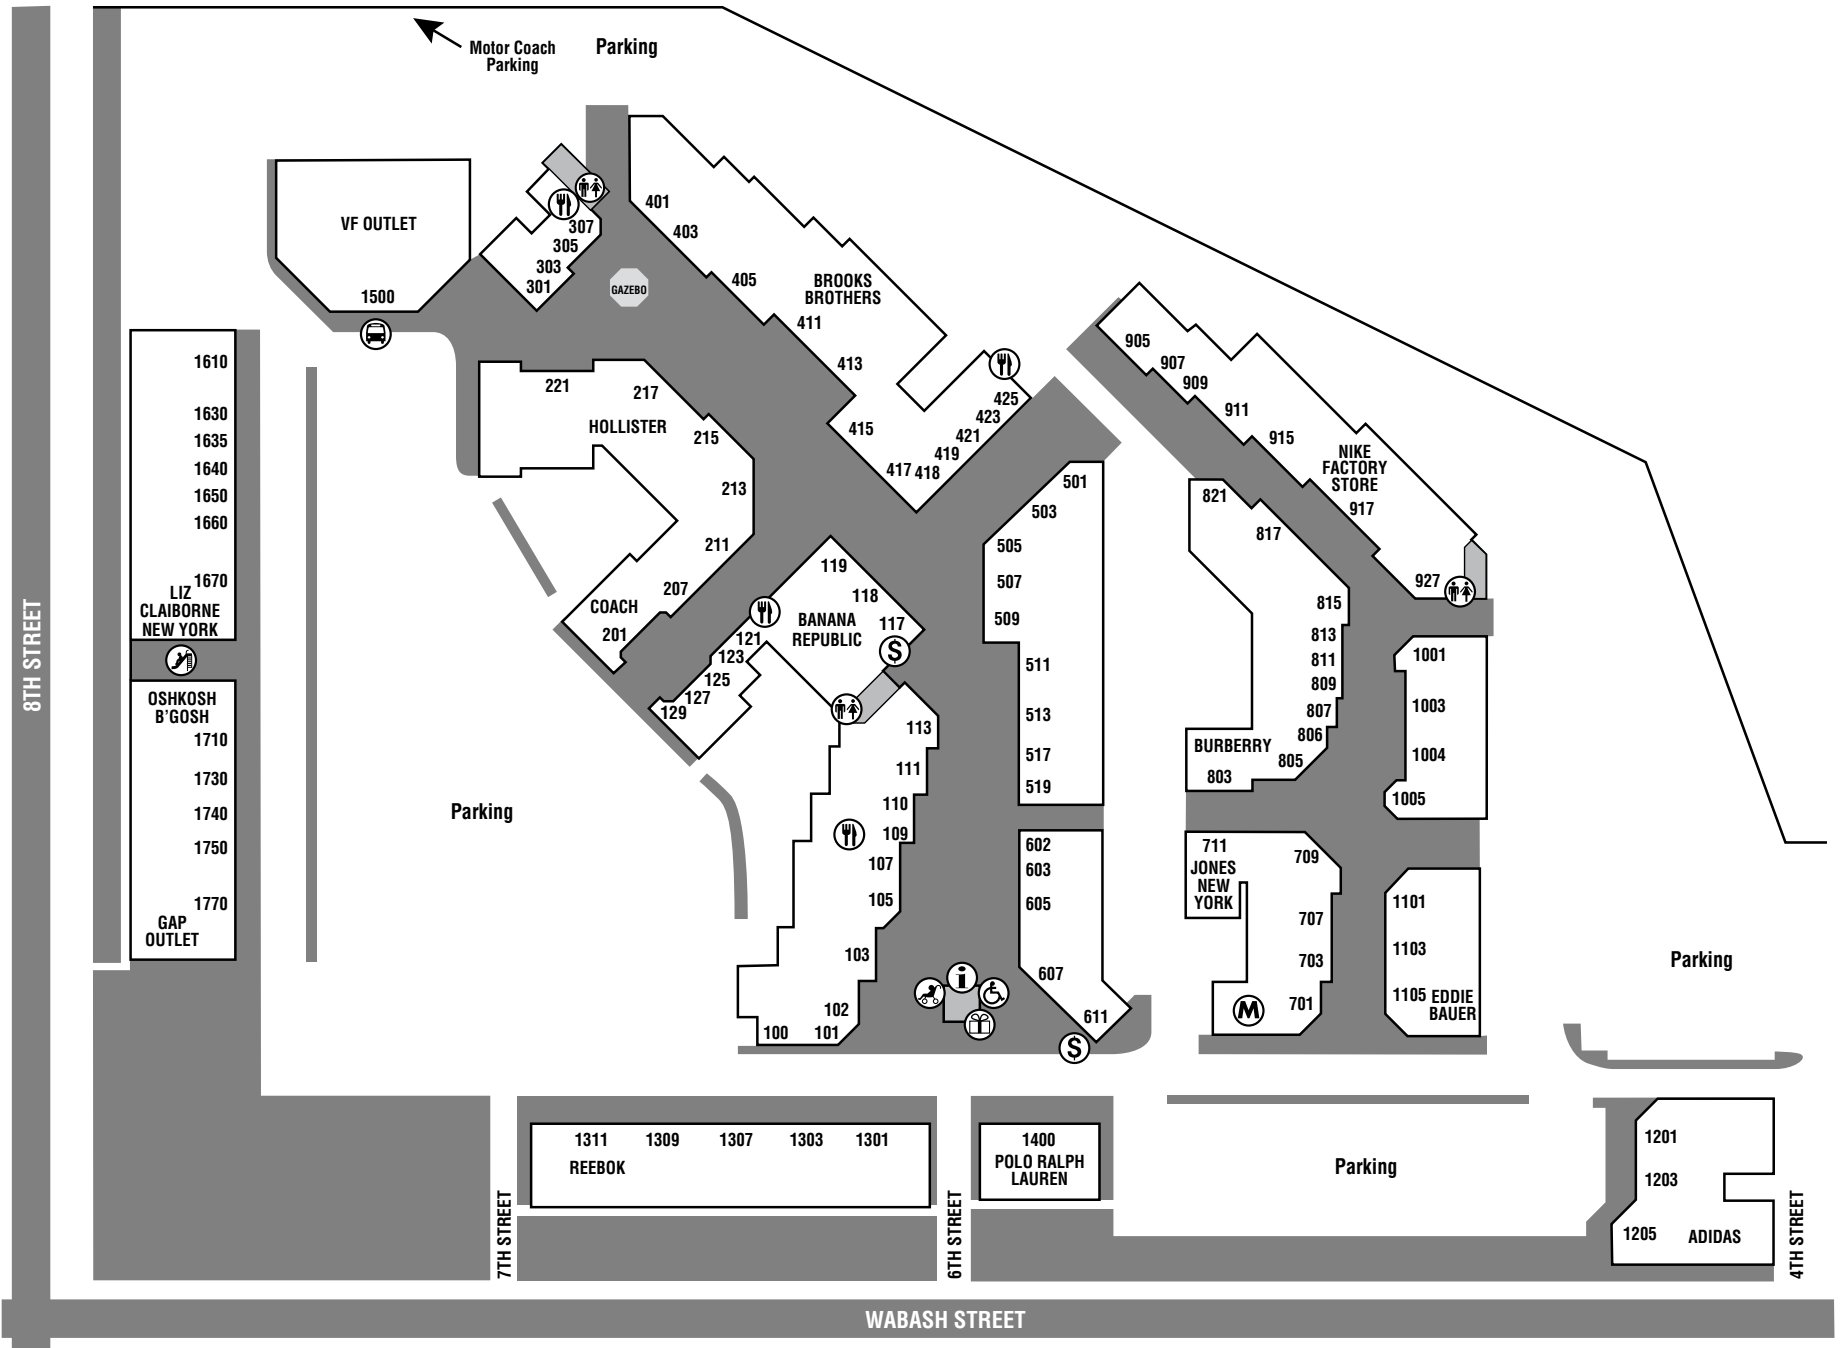 Motor Coach
Parking
Parking
VF OUTLET
1500
307
305
303
301
GAZEBO
401
403
405
BROOKS
BROTHERS
411
413
415
417
418
419
421
423
425
221
217
HOLLISTER
215
213
211
207
COACH
201
905
907
909
911
915
NIKE
FACTORY
STORE
917
927
1610
1630
1635
1640
1650
1660
1670
LIZ
CLAIBORNE
NEW YORK
OSHKOSH
B'GOSH
1710
1730
1740
1750
1770
GAP
OUTLET
8TH STREET
119
118
117
BANANA
REPUBLIC
121
123
125
127
129
$
113
111
110
109
107
105
103
102
101
100
501
503
505
507
509
511
513
517
519
602
603
605
607
611
$
i
821
817
815
813
811
809
807
806
805
BURBERRY
803
711
JONES
NEW
YORK
709
707
703
701
M
1001
1003
1004
1005
1101
1103
1105
EDDIE
BAUER
Parking
Parking
Parking
1311
1309
1307
1303
1301
REEBOK
1400
POLO RALPH
LAUREN
1201
1203
1205
ADIDAS
7TH STREET
6TH STREET
4TH STREET
WABASH STREET